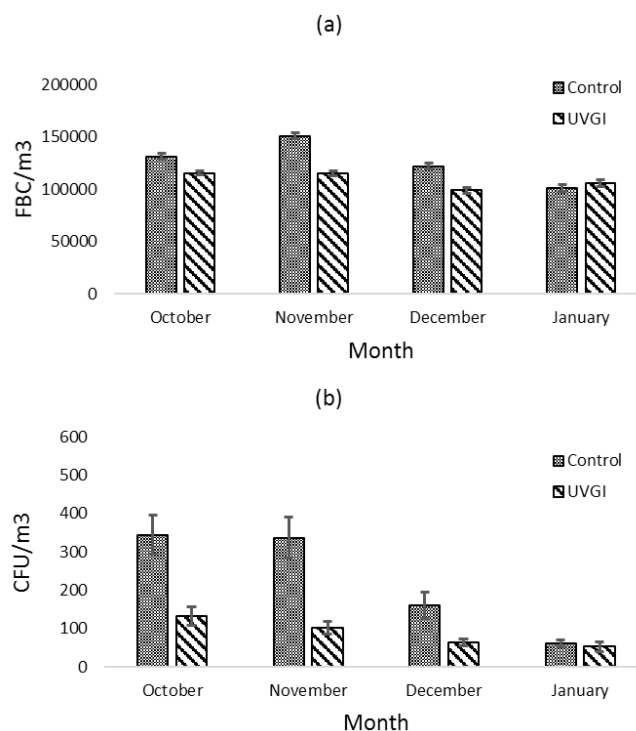 (a)
200000
150000
100000
50000
0
FBC/m3
Control
UVGI
October November December January
Month
(b)
600
500
400
300
200
100
0
CFU/m3
Control
UVGI
October November December January
Month